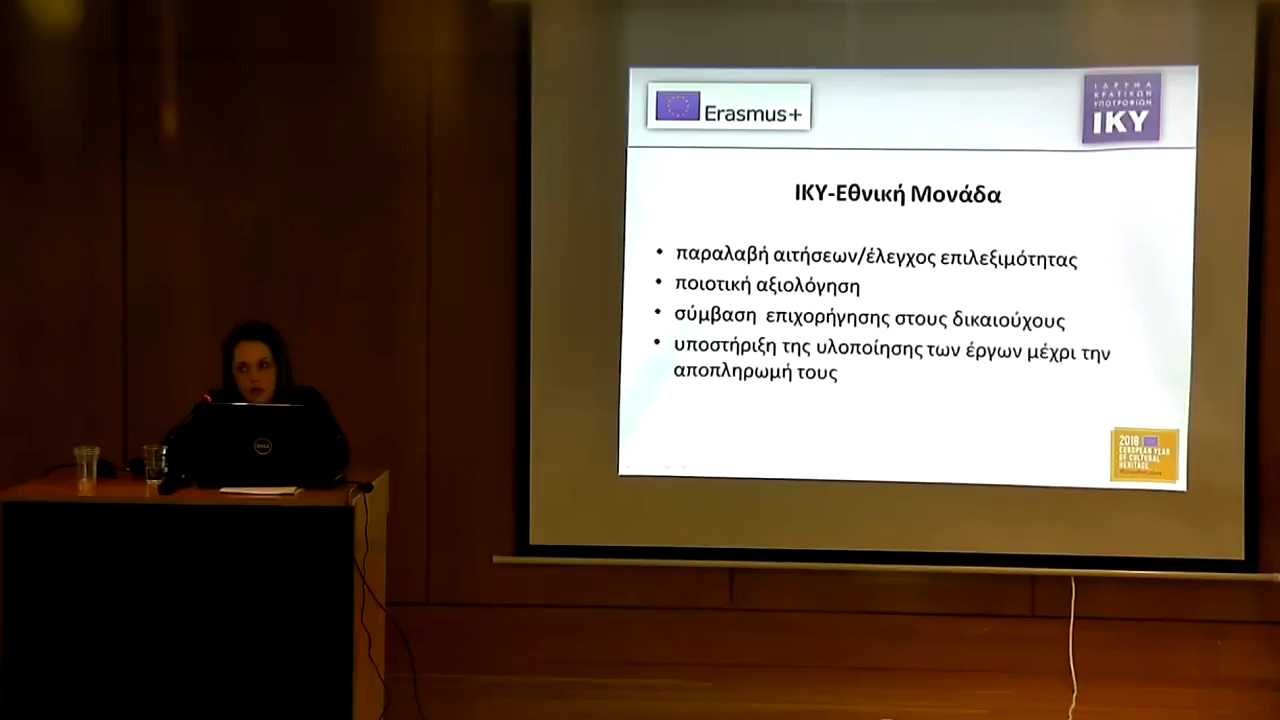 Erasmus+
ΙΔΡΥΜΑ
ΚΡΑΤΙΚΩΝ
ΥΠΟΤΡΟΦΙΩΝ
ΙΚΥ
ΙΚΥ-Εθνική Μονάδα
• παραλαβή αιτήσεων/έλεγχος επιλεξιμότητας
• ποιοτική αξιολόγηση
• σύμβαση επιχορήγησης στους δικαιούχους
• υποστήριξη της υλοποίησης των έργων μέχρι την
αποπληρωμή τους
DELL
2018
EUROPEAN YEAR
OF CULTURAL
HERITAGE